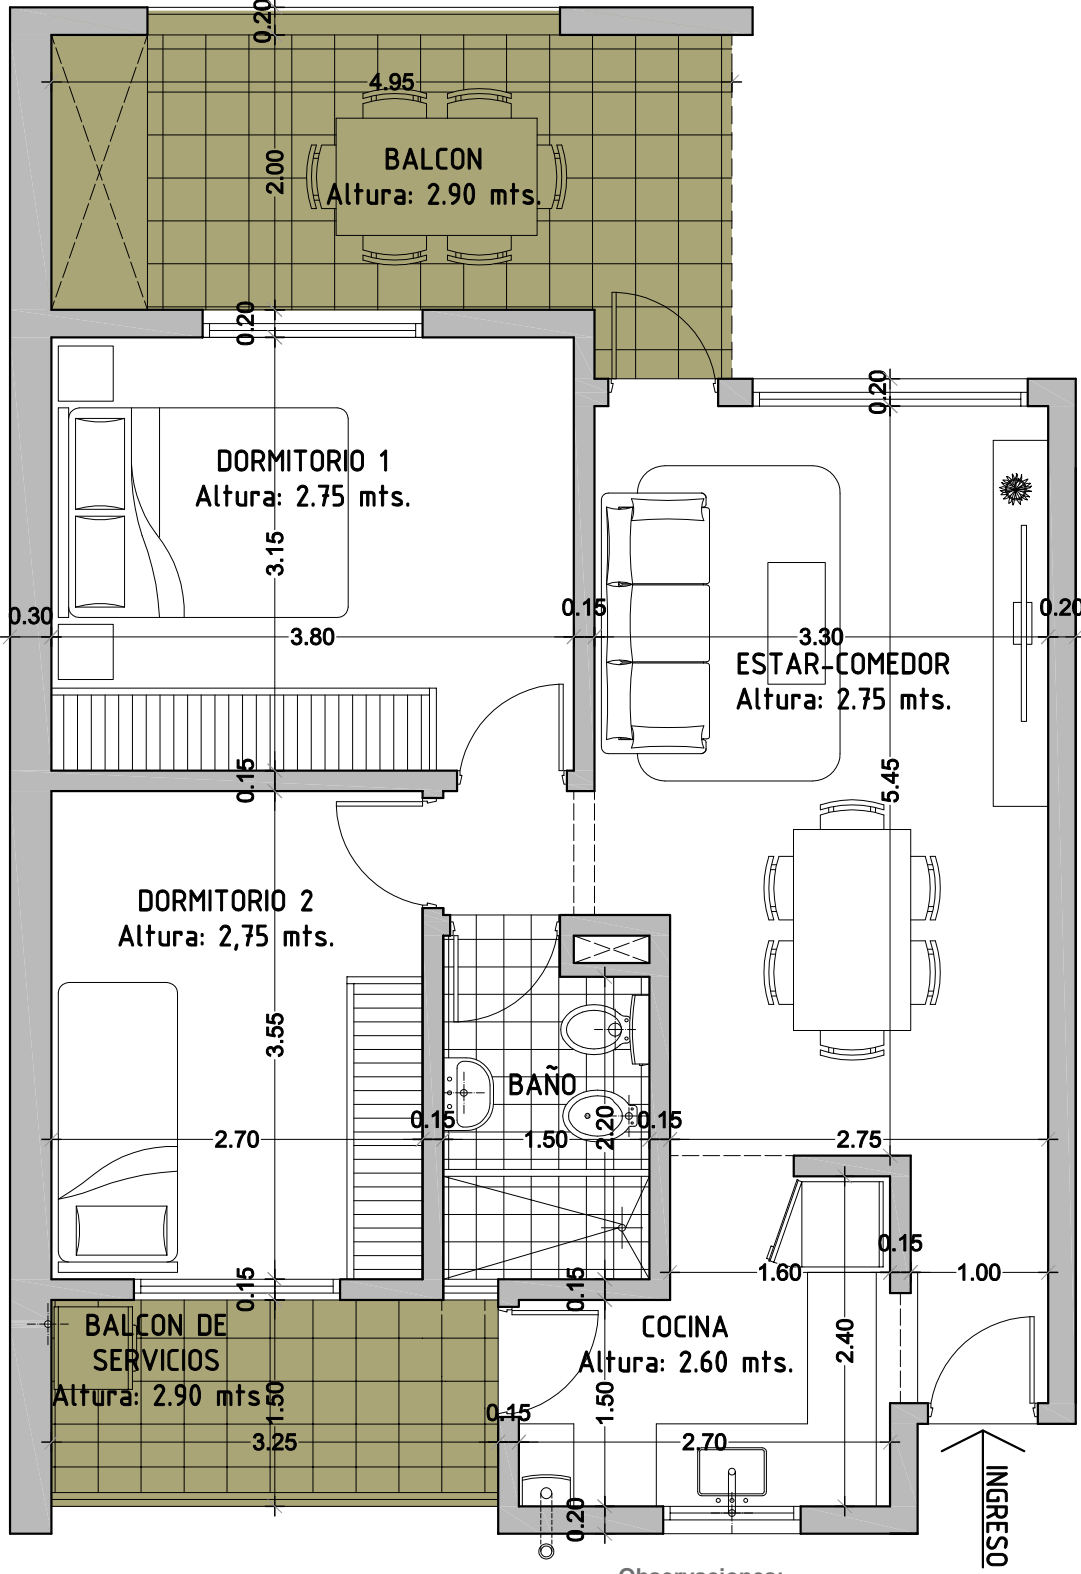 0.20
4.95
BALCON
Altura: 2.90 mts.
2.00
0.20
0.20
DORMITORIO 1
Altura: 2.75 mts.
3.15
0.30
3.80
0.15
3.30
0.20
ESTAR-COMEDOR
Altura: 2.75 mts.
0.15
5.45
DORMITORIO 2
Altura: 2,75 mts.
3.55
BAÑO
2.70
0.15
1.50
2.20
0.15
2.75
0.15
1.60
1.00
0.15
0.15
BALCON DE
SERVICIOS
Altura: 2.90 mts.
1.50
3.25
COCINA
Altura: 2.60 mts.
2.40
1.50
0.15
2.70
0.20
INGRESO
Observaciones: